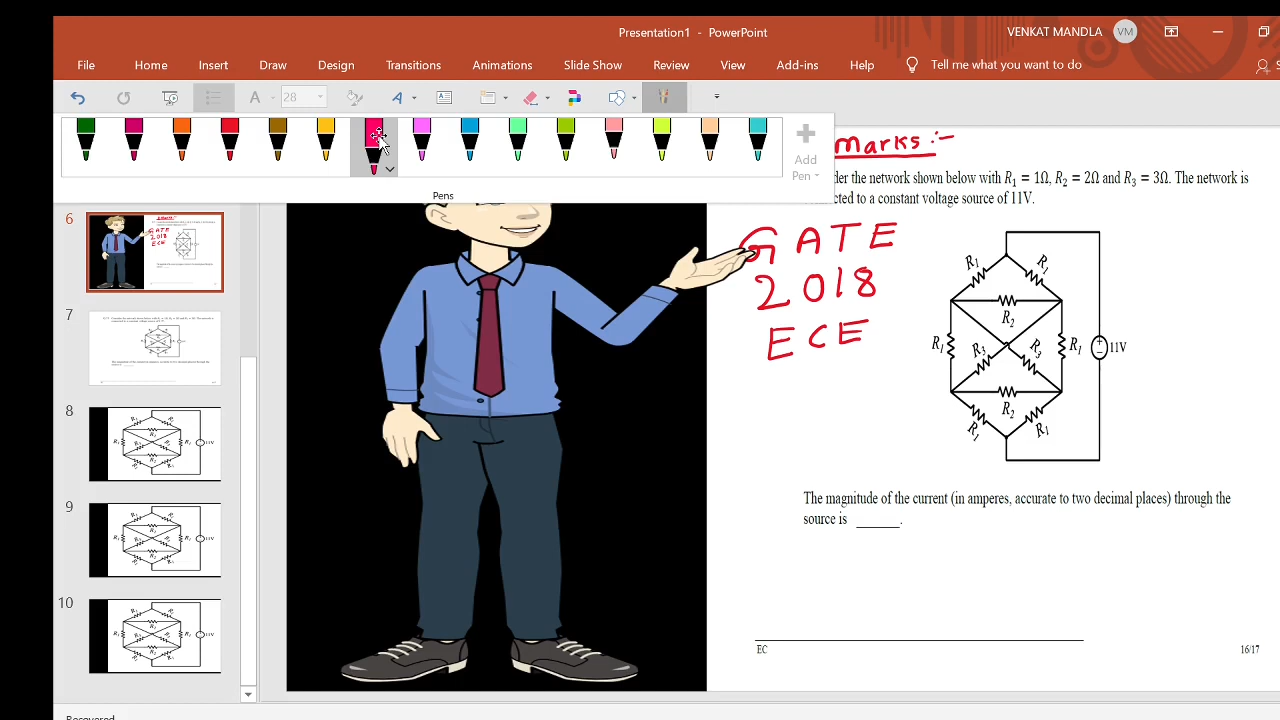 Presentation1 - PowerPoint
VENKAT MANDLA
VM
File Home Insert Draw Design Transitions Animations Slide Show Review View Add-ins Help Tell me what you want to do
A 28 A
Add
Pen
Pens
marks:-
der the network shown below with R1 = 1Ω, R2 = 2Ω and R3 = 3Ω. The network is
cted to a constant voltage source of 11V.
GATE
2018
ECE
R1 R1
R2
R1 R3 R3 R1 11V
R2
R1 R1
The magnitude of the current (in amperes, accurate to two decimal places) through the
source is ______.
EC 16/17
6
7
8
9
10
Recovered